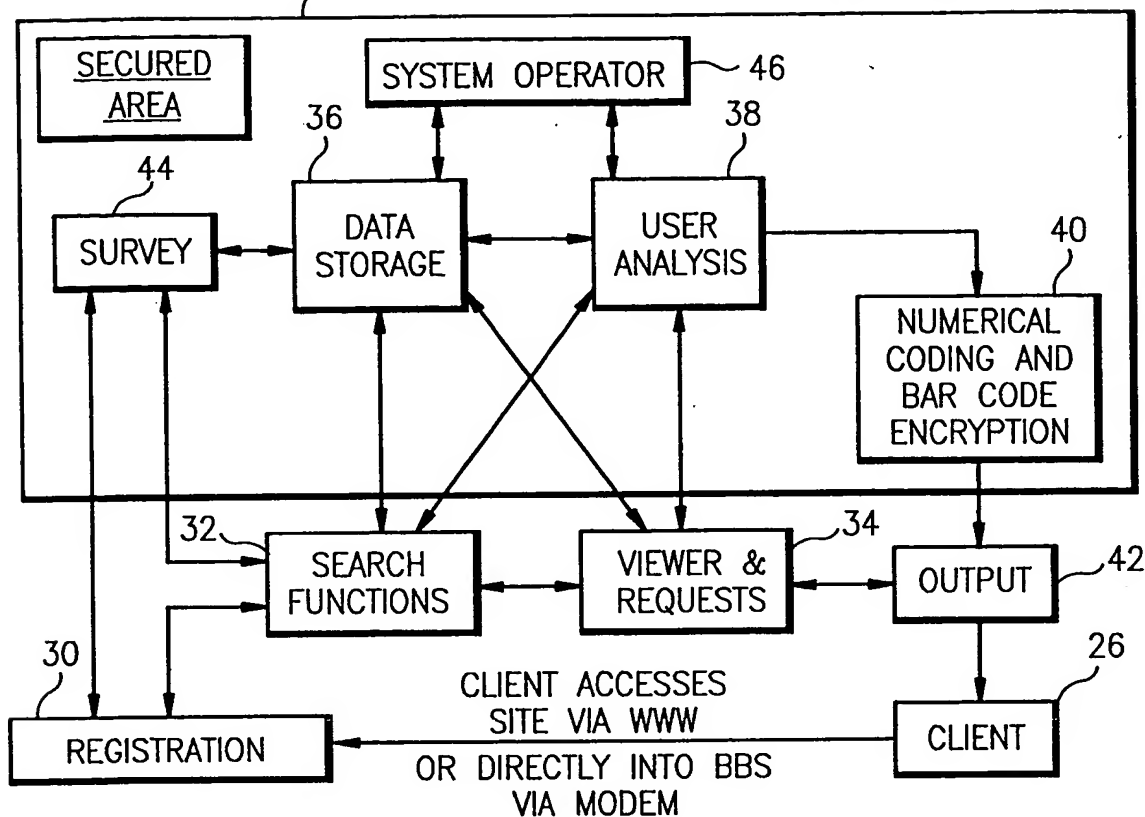 SECURED
AREA
SYSTEM OPERATOR
46
36
38
44
SURVEY
DATA
STORAGE
USER
ANALYSIS
40
NUMERICAL
CODING AND
BAR CODE
ENCRYPTION
32
SEARCH
FUNCTIONS
VIEWER &
REQUESTS
34
OUTPUT
42
30
REGISTRATION
CLIENT ACCESSES
SITE VIA WWW
OR DIRECTLY INTO BBS
VIA MODEM
26
CLIENT